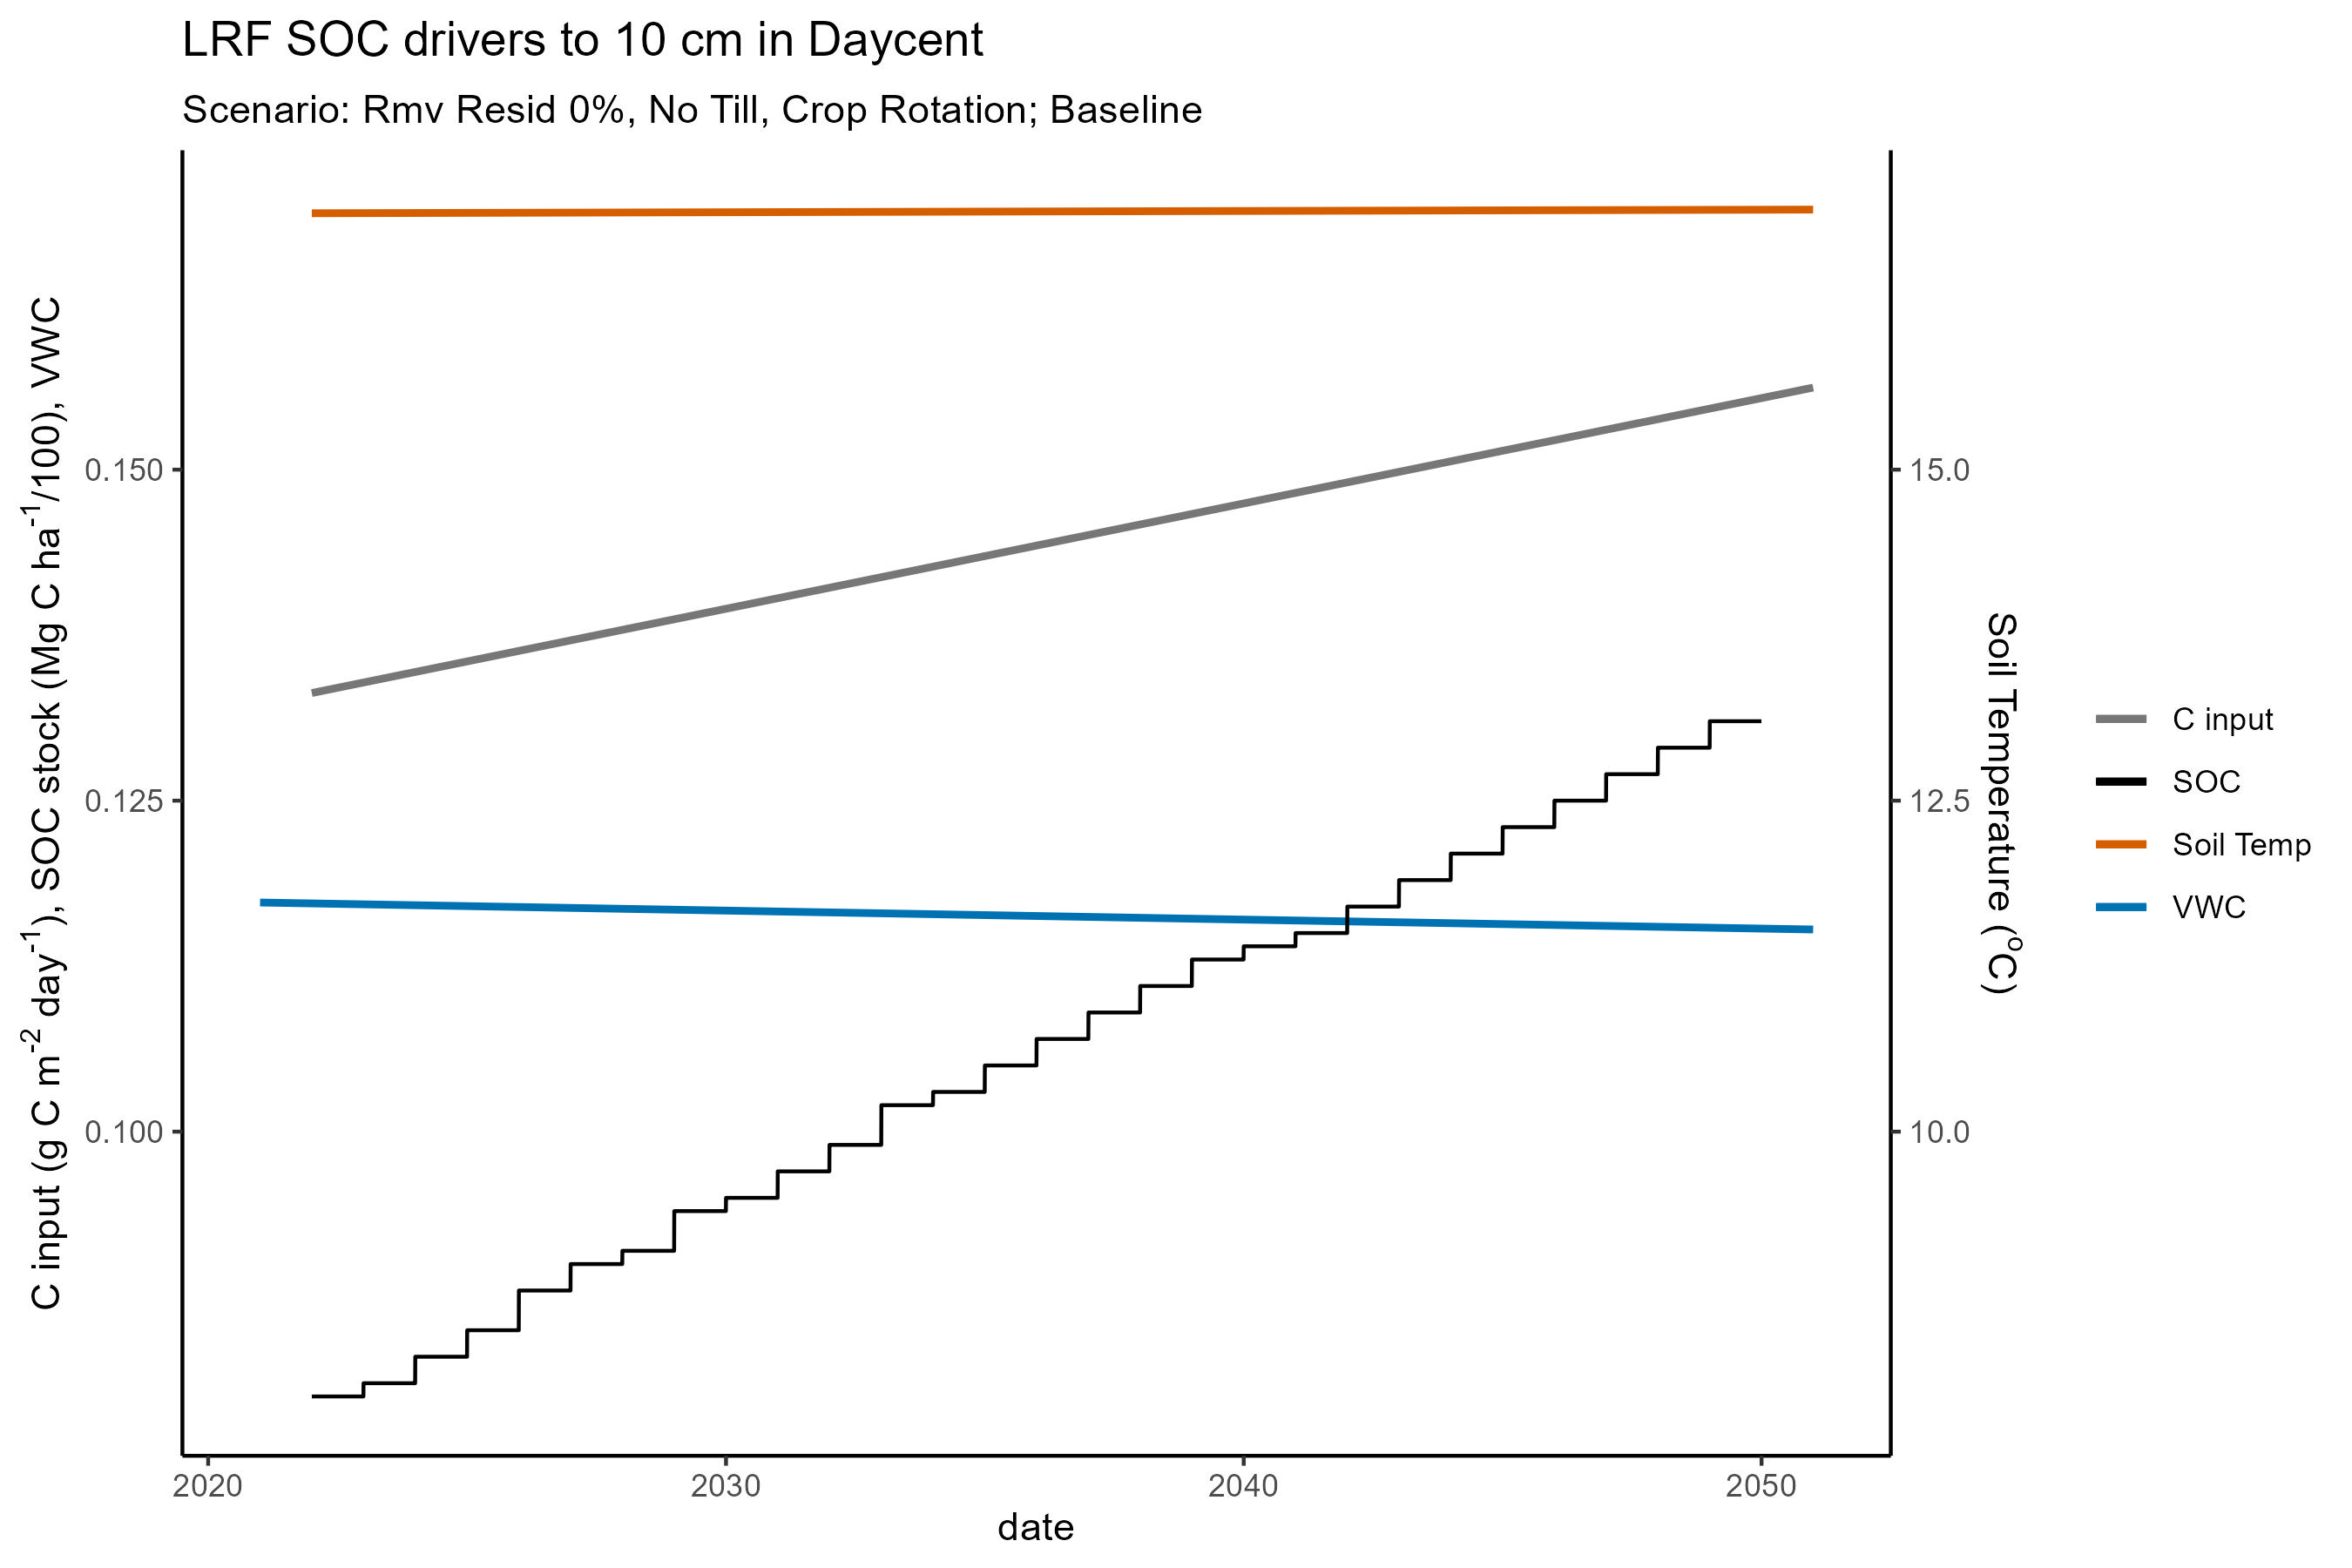 LRF SOC drivers to 10 cm in Daycent
Scenario: Rmv Resid 0%, No Till, Crop Rotation; Baseline
C input (g C m⁻² day⁻¹), SOC stock (Mg C ha⁻¹/100), VWC
0.150
0.125
0.100
15.0
12.5
10.0
Soil Temperature (ºC)
C input
SOC
Soil Temp
VWC
2020 2030 2040 2050
date